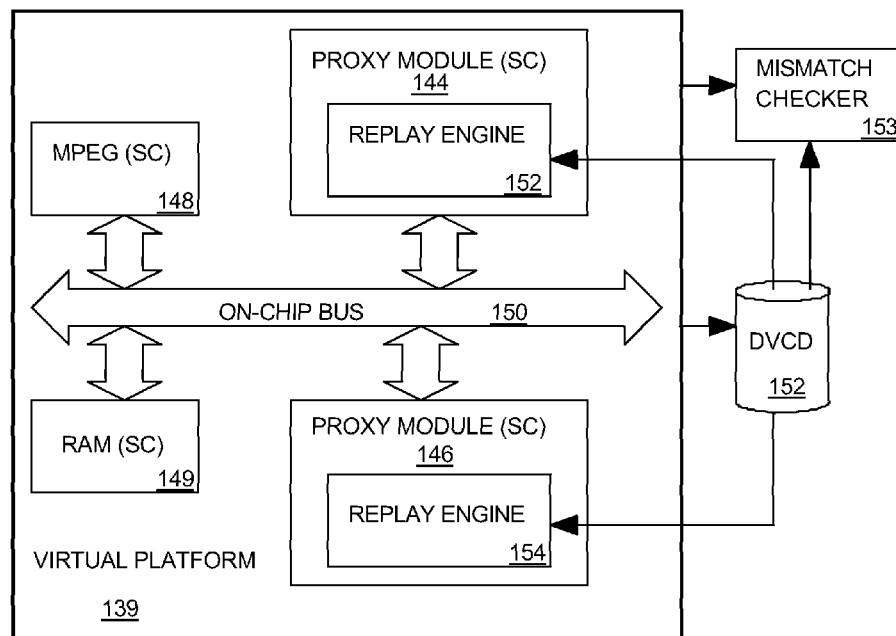 PROXY MODULE (SC)
144
REPLAY ENGINE
152
MISMATCH
CHECKER
153
MPEG (SC)
148
ON-CHIP BUS 150
DVCD
152
RAM (SC)
149
PROXY MODULE (SC)
146
REPLAY ENGINE
154
VIRTUAL PLATFORM
139